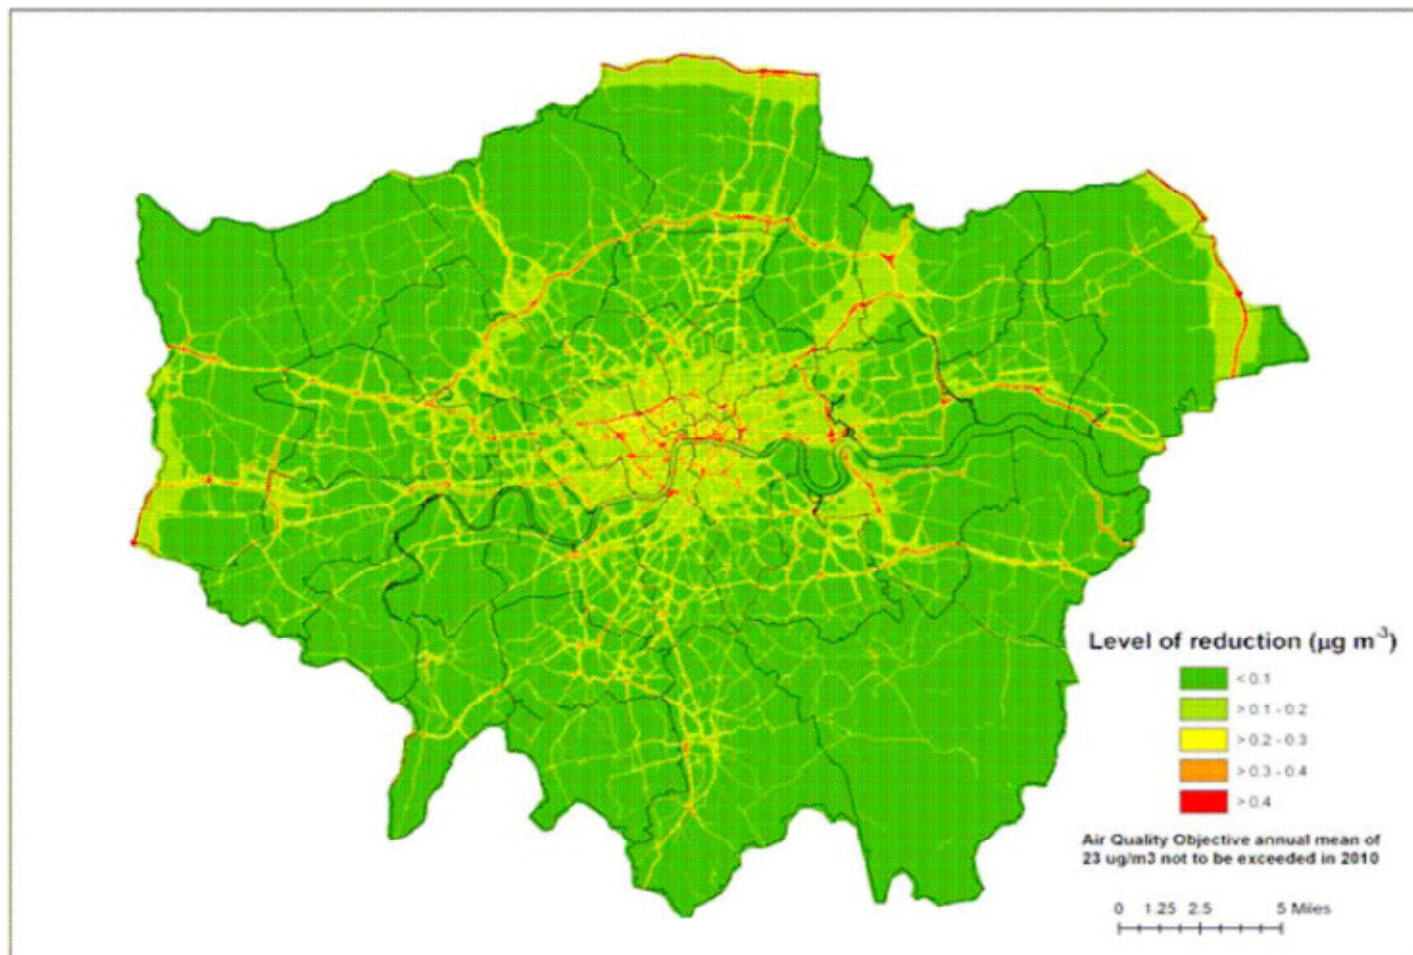 Level of reduction (µg m⁻³)
< 0.1
> 0.1 - 0.2
> 0.2 - 0.3
> 0.3 - 0.4
> 0.4
Air Quality Objective annual mean of
23 ug/m3 not to be exceeded in 2010
0 1.25 2.5 5 Miles